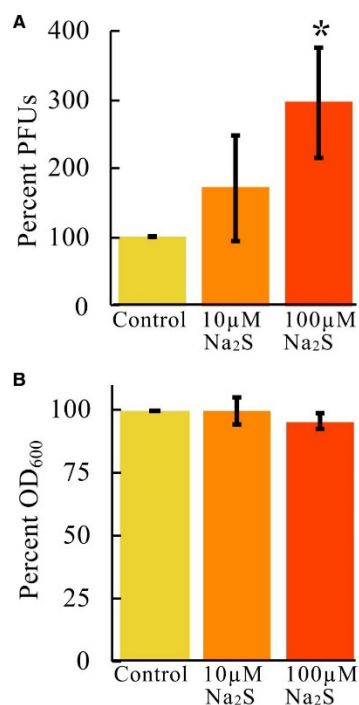 A
Percent PFUs
400
300
200
100
0
*
Control
10µM
Na₂S
100µM
Na₂S
B
Percent OD₆₀₀
100
75
50
25
0
Control
10µM
Na₂S
100µM
Na₂S